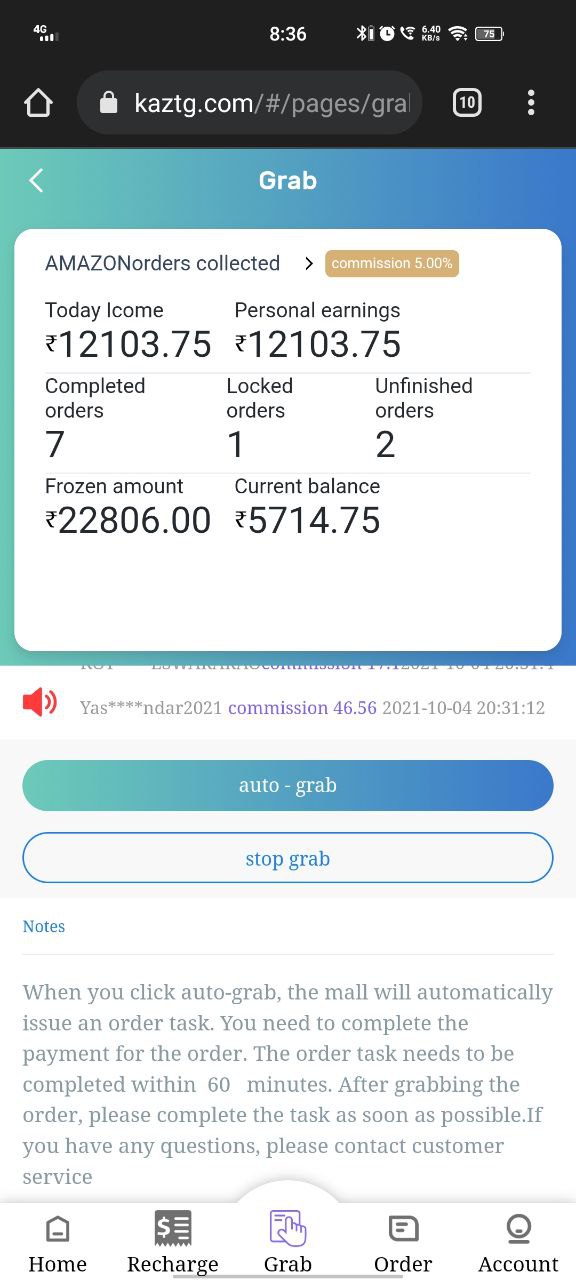 4G 8:36 6.40 KB/s 75
kaztg.com/#/pages/gra
10
Grab
AMAZONorders collected > commission 5.00%
Today Icome Personal earnings
₹12103.75 ₹12103.75
Completed orders Locked orders Unfinished orders
7 1 2
Frozen amount Current balance
₹22806.00 ₹5714.75
Yas****ndar2021 commission 46.56 2021-10-04 20:31:12
auto - grab
stop grab
Notes
When you click auto-grab, the mall will automatically
issue an order task. You need to complete the
payment for the order. The order task needs to be
completed within 60 minutes. After grabbing the
order, please complete the task as soon as possible.If
you have any questions, please contact customer
service
Home Recharge Grab Order Account